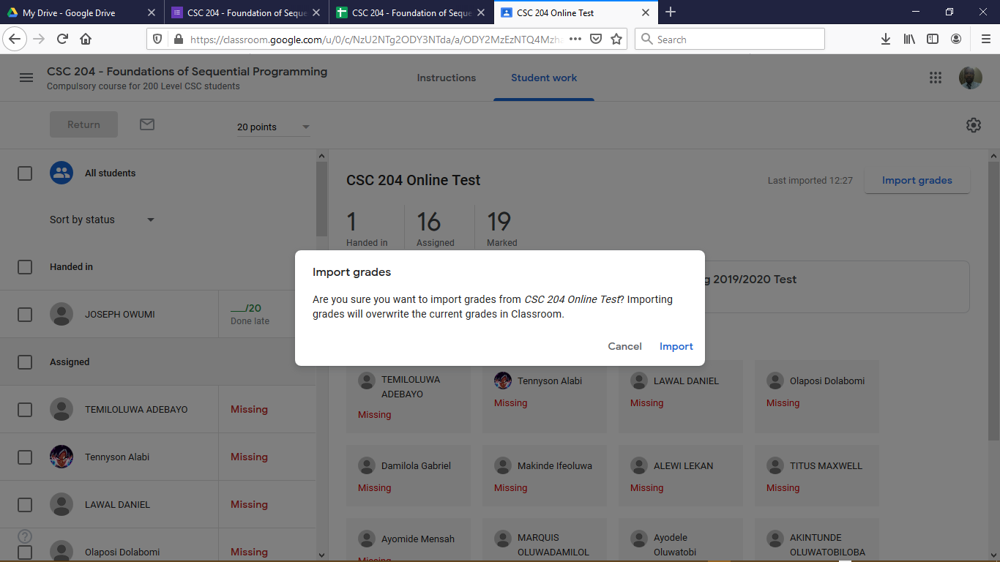 My Drive - Google Drive
CSC 204 - Foundation of Seque
CSC 204 - Foundation of Seque
CSC 204 Online Test
https://classroom.google.com/u/0/c/NzU2NTg2ODY3NTda/a/ODY2MzEzNTQ4Mzha
Search
CSC 204 - Foundations of Sequential Programming
Compulsory course for 200 Level CSC students
Instructions
Student work
Return
20 points
All students
Sort by status
Handed in
JOSEPH OWUMI
___/20
Done late
Assigned
TEMILOLUWA ADEBAYO
Missing
Tennyson Alabi
Missing
LAWAL DANIEL
Missing
Olaposi Dolabomi
Missing
CSC 204 Online Test
Last imported 12:27
Import grades
1
Handed in
16
Assigned
19
Marked
g 2019/2020 Test
Import grades
Are you sure you want to import grades from CSC 204 Online Test? Importing
grades will overwrite the current grades in Classroom.
Cancel
Import
TEMILOLUWA
ADEBAYO
Missing
Tennyson Alabi
Missing
LAWAL DANIEL
Missing
Olaposi Dolabomi
Missing
Damilola Gabriel
Missing
Makinde Ifeoluwa
Missing
ALEWI LEKAN
Missing
TITUS MAXWELL
Missing
Ayomide Mensah
Missing
MARQUIS
OLUWADAMILOL
Ayodele
Oluwatobi
AKINTUNDE
OLUWATOBILOBA